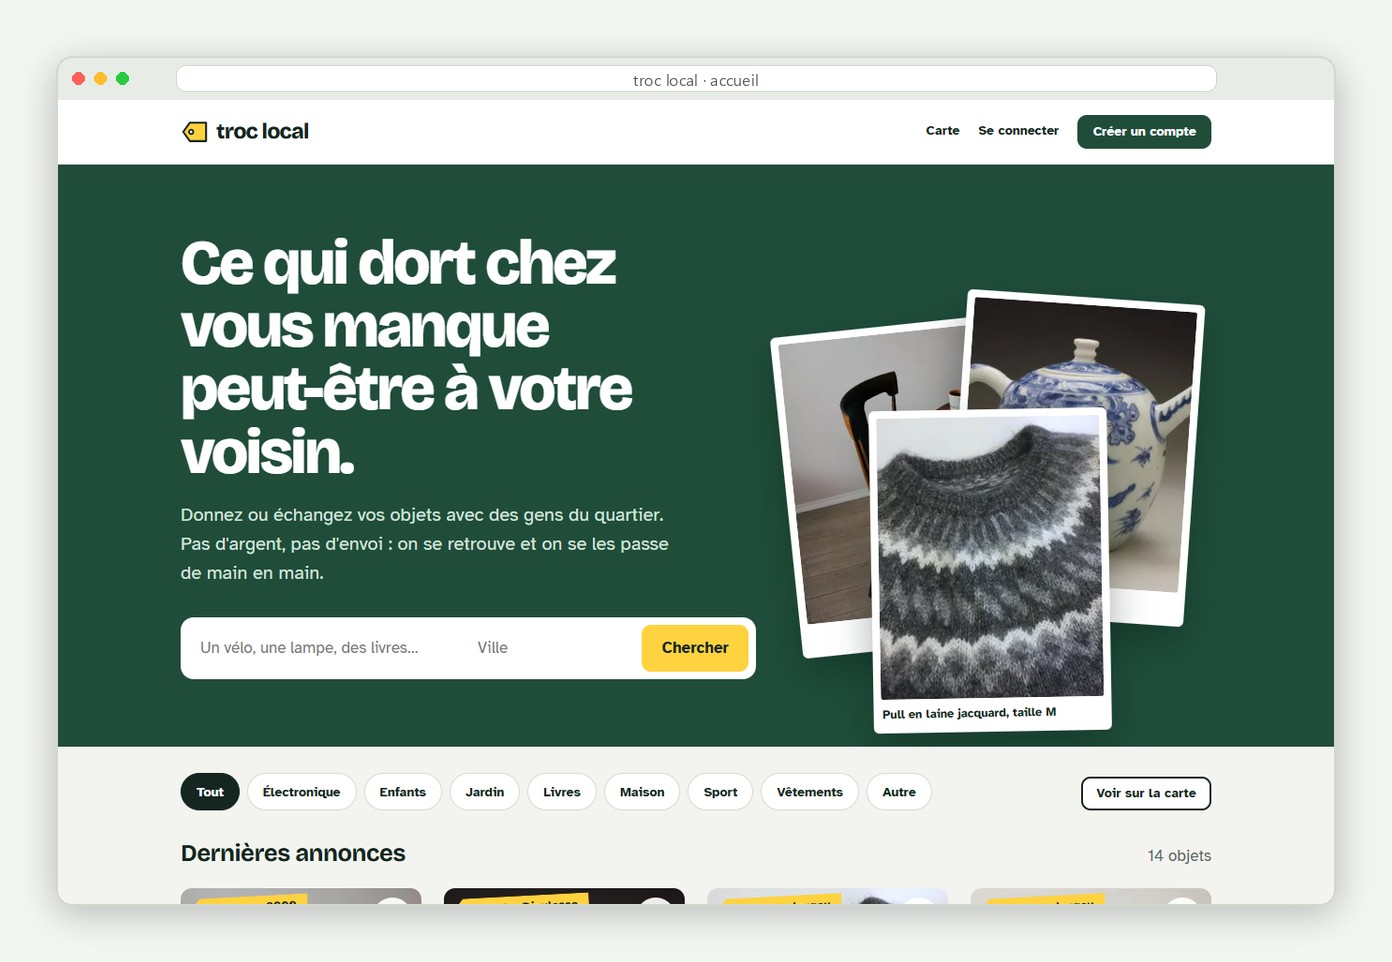 troc local · accueil
troc local
Carte
Se connecter
Créer un compte
Ce qui dort chez
vous manque
peut-être à votre
voisin.
Donnez ou échangez vos objets avec des gens du quartier.
Pas d'argent, pas d'envoi : on se retrouve et on se les passe
de main en main.
Un vélo, une lampe, des livres...
Ville
Chercher
Pull en laine jacquard, taille M
Tout
Électronique
Enfants
Jardin
Livres
Maison
Sport
Vêtements
Autre
Voir sur la carte
Dernières annonces
14 objets